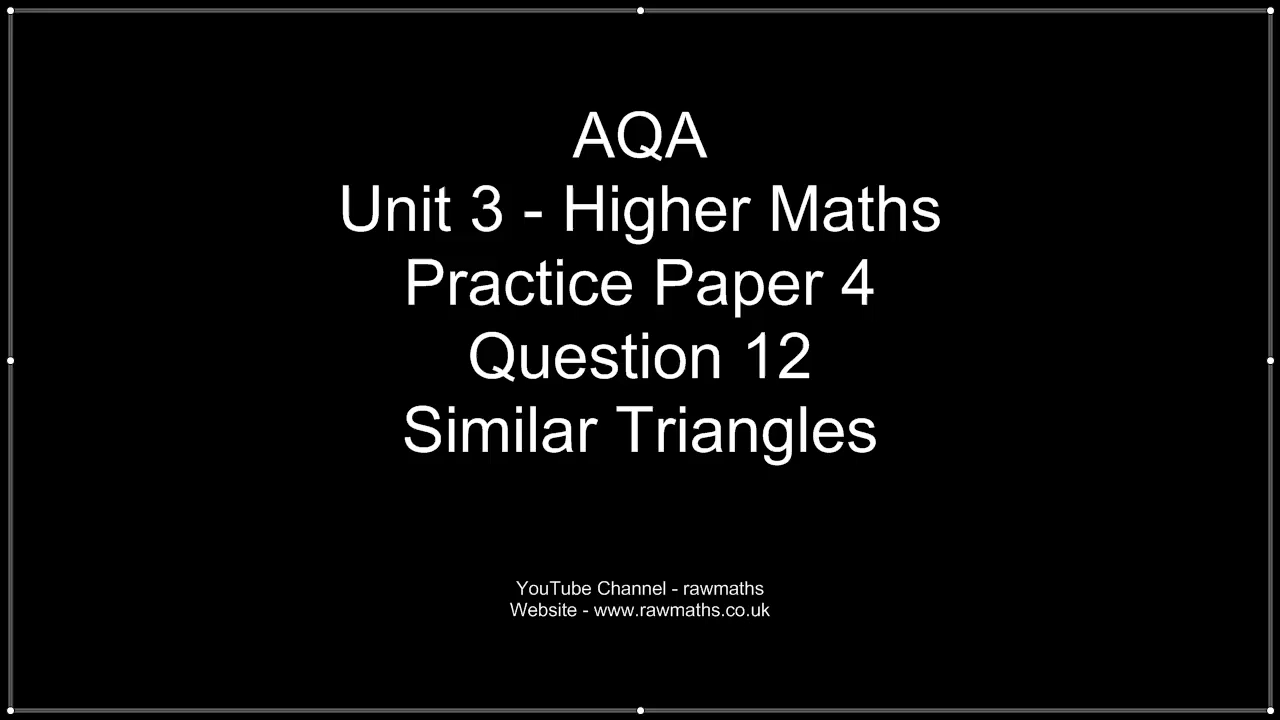 AQA
Unit 3 - Higher Maths
Practice Paper 4
Question 12
Similar Triangles
YouTube Channel - rawmaths
Website - www.rawmaths.co.uk